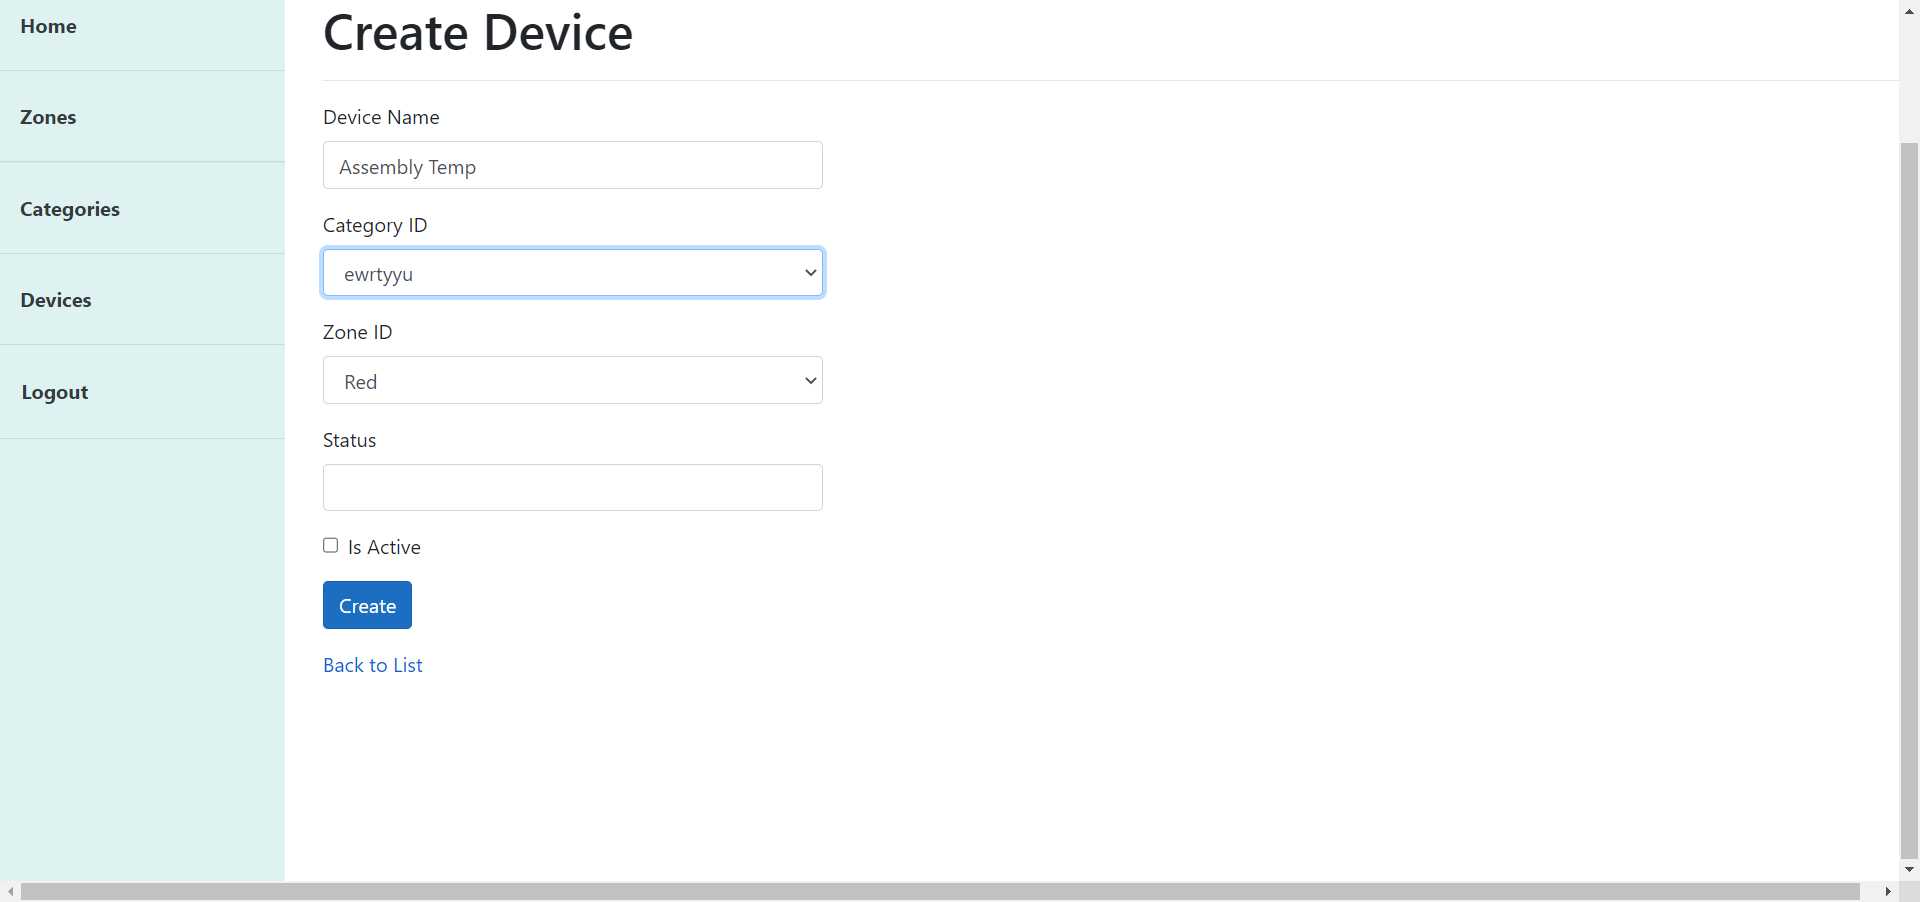 Home
Zones
Categories
Devices
Logout
Create Device
Device Name
Assembly Temp
Category ID
ewrtyyu
Zone ID
Red
Status
Is Active
Create
Back to List